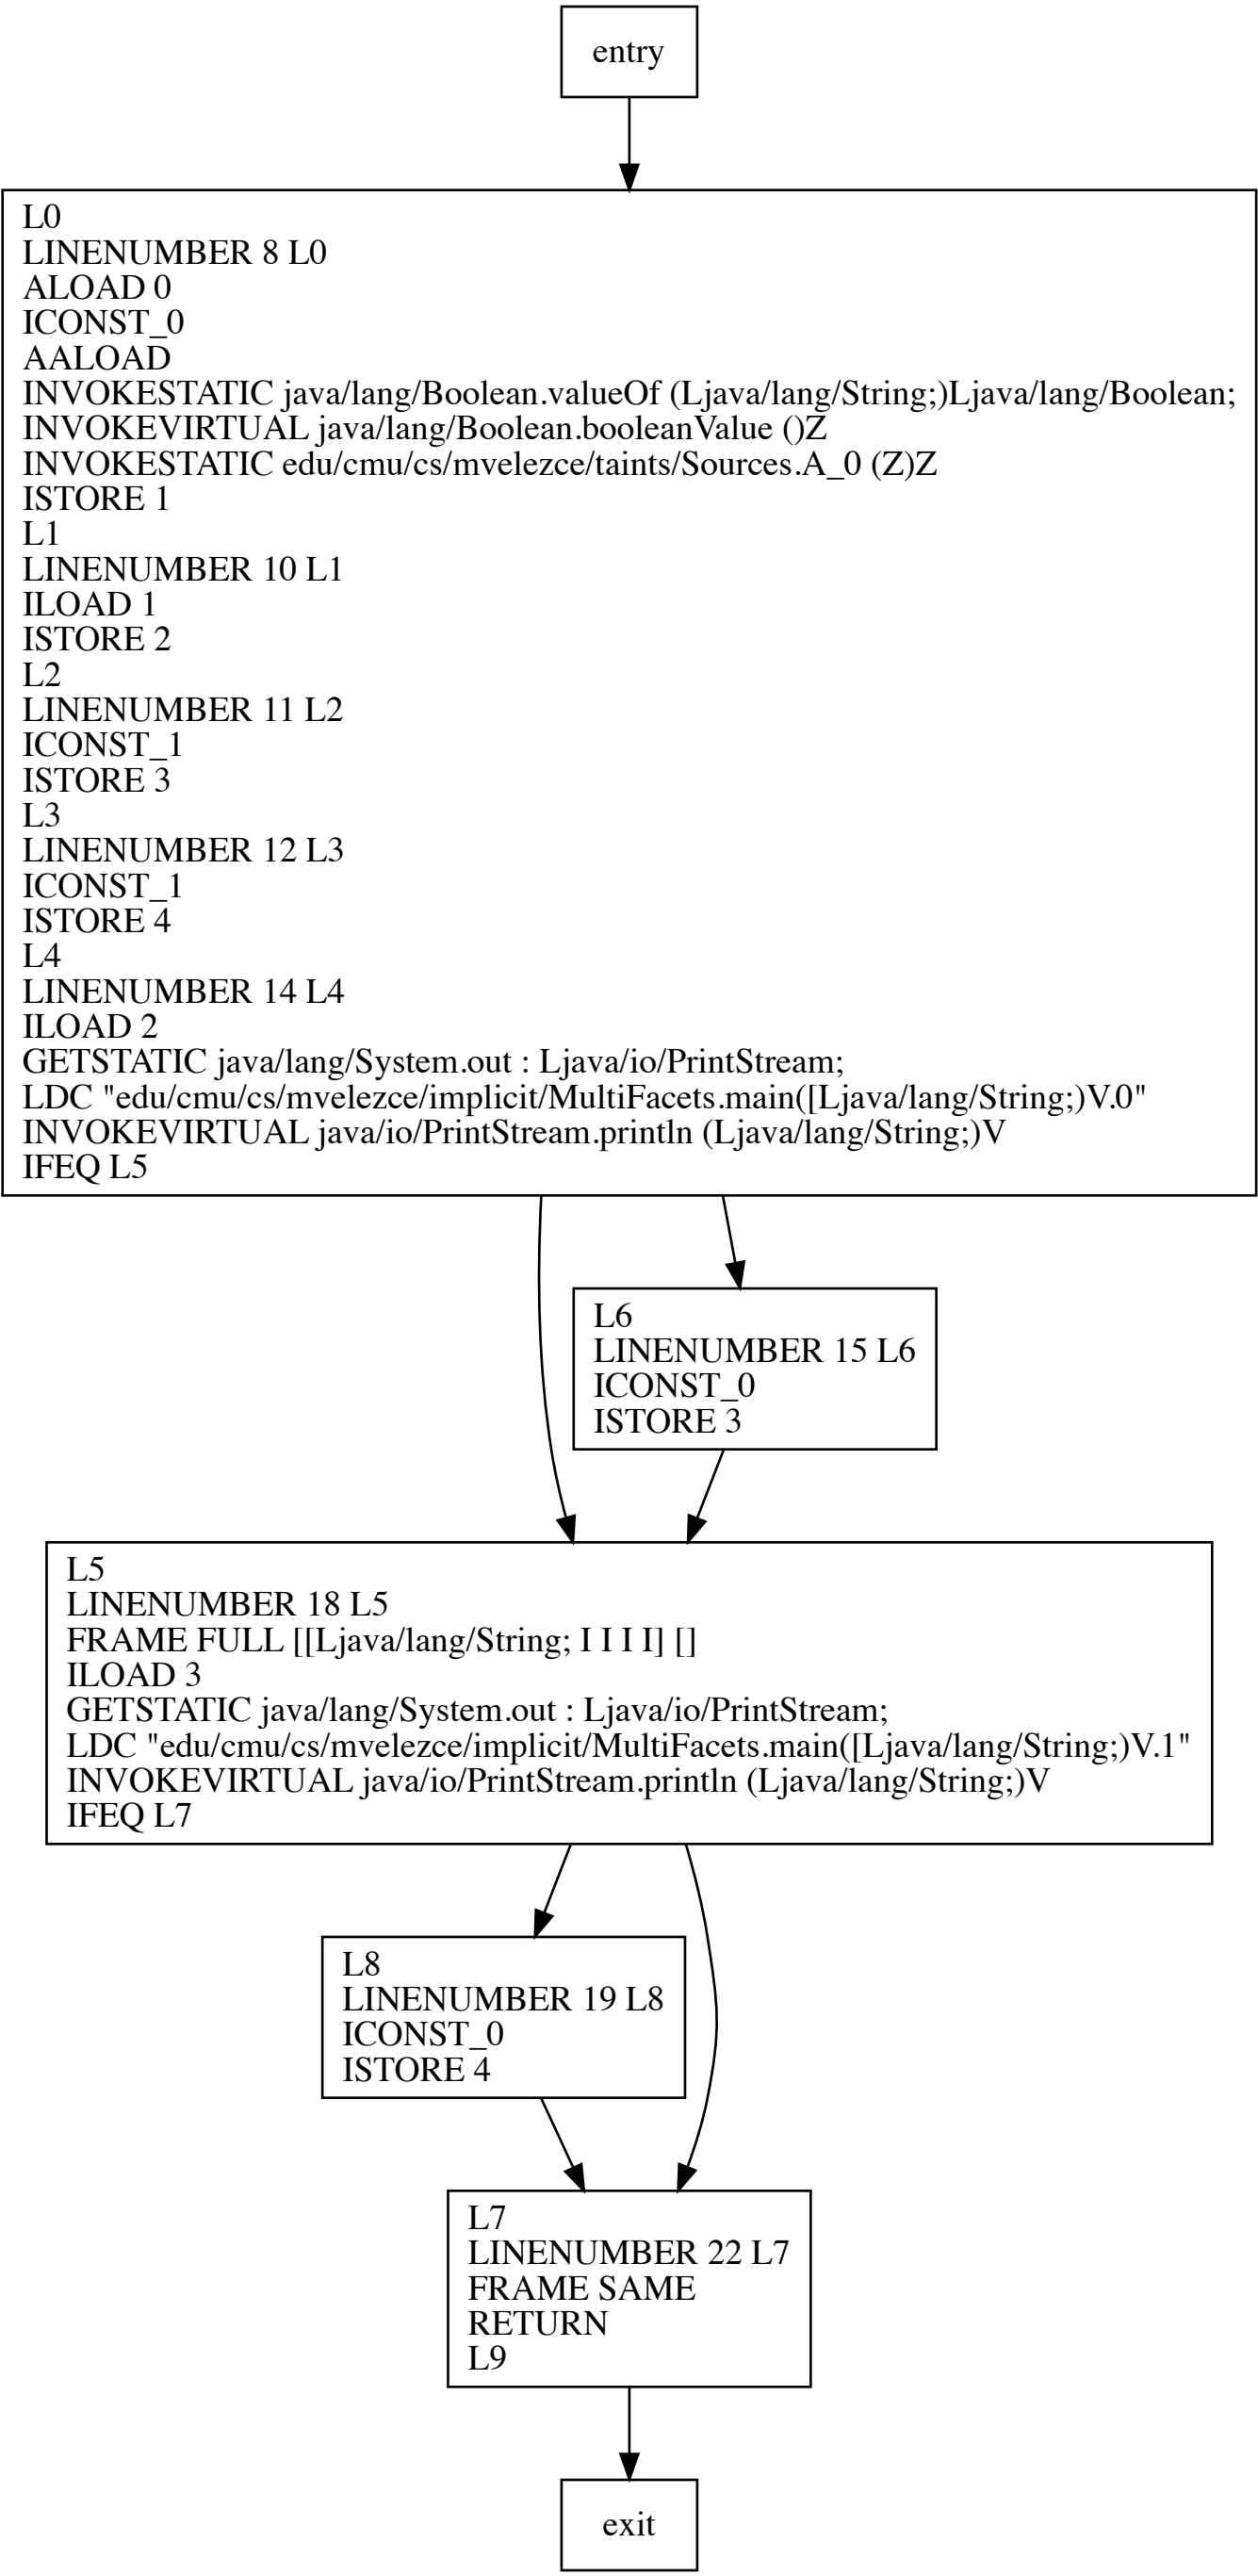 entry
L0
LINENUMBER 8 L0
ALOAD 0
ICONST_0
AALOAD
INVOKESTATIC java/lang/Boolean.valueOf (Ljava/lang/String;)Ljava/lang/Boolean;
INVOKEVIRTUAL java/lang/Boolean.booleanValue ()Z
INVOKESTATIC edu/cmu/cs/mvelezce/taints/Sources.A_0 (Z)Z
ISTORE 1
L1
LINENUMBER 10 L1
ILOAD 1
ISTORE 2
L2
LINENUMBER 11 L2
ICONST_1
ISTORE 3
L3
LINENUMBER 12 L3
ICONST_1
ISTORE 4
L4
LINENUMBER 14 L4
ILOAD 2
GETSTATIC java/lang/System.out : Ljava/io/PrintStream;
LDC "edu/cmu/cs/mvelezce/implicit/MultiFacets.main([Ljava/lang/String;)V.0"
INVOKEVIRTUAL java/io/PrintStream.println (Ljava/lang/String;)V
IFEQ L5
L6
LINENUMBER 15 L6
ICONST_0
ISTORE 3
L5
LINENUMBER 18 L5
FRAME FULL [[Ljava/lang/String; I I I I] []
ILOAD 3
GETSTATIC java/lang/System.out : Ljava/io/PrintStream;
LDC "edu/cmu/cs/mvelezce/implicit/MultiFacets.main([Ljava/lang/String;)V.1"
INVOKEVIRTUAL java/io/PrintStream.println (Ljava/lang/String;)V
IFEQ L7
L8
LINENUMBER 19 L8
ICONST_0
ISTORE 4
L7
LINENUMBER 22 L7
FRAME SAME
RETURN
L9
exit